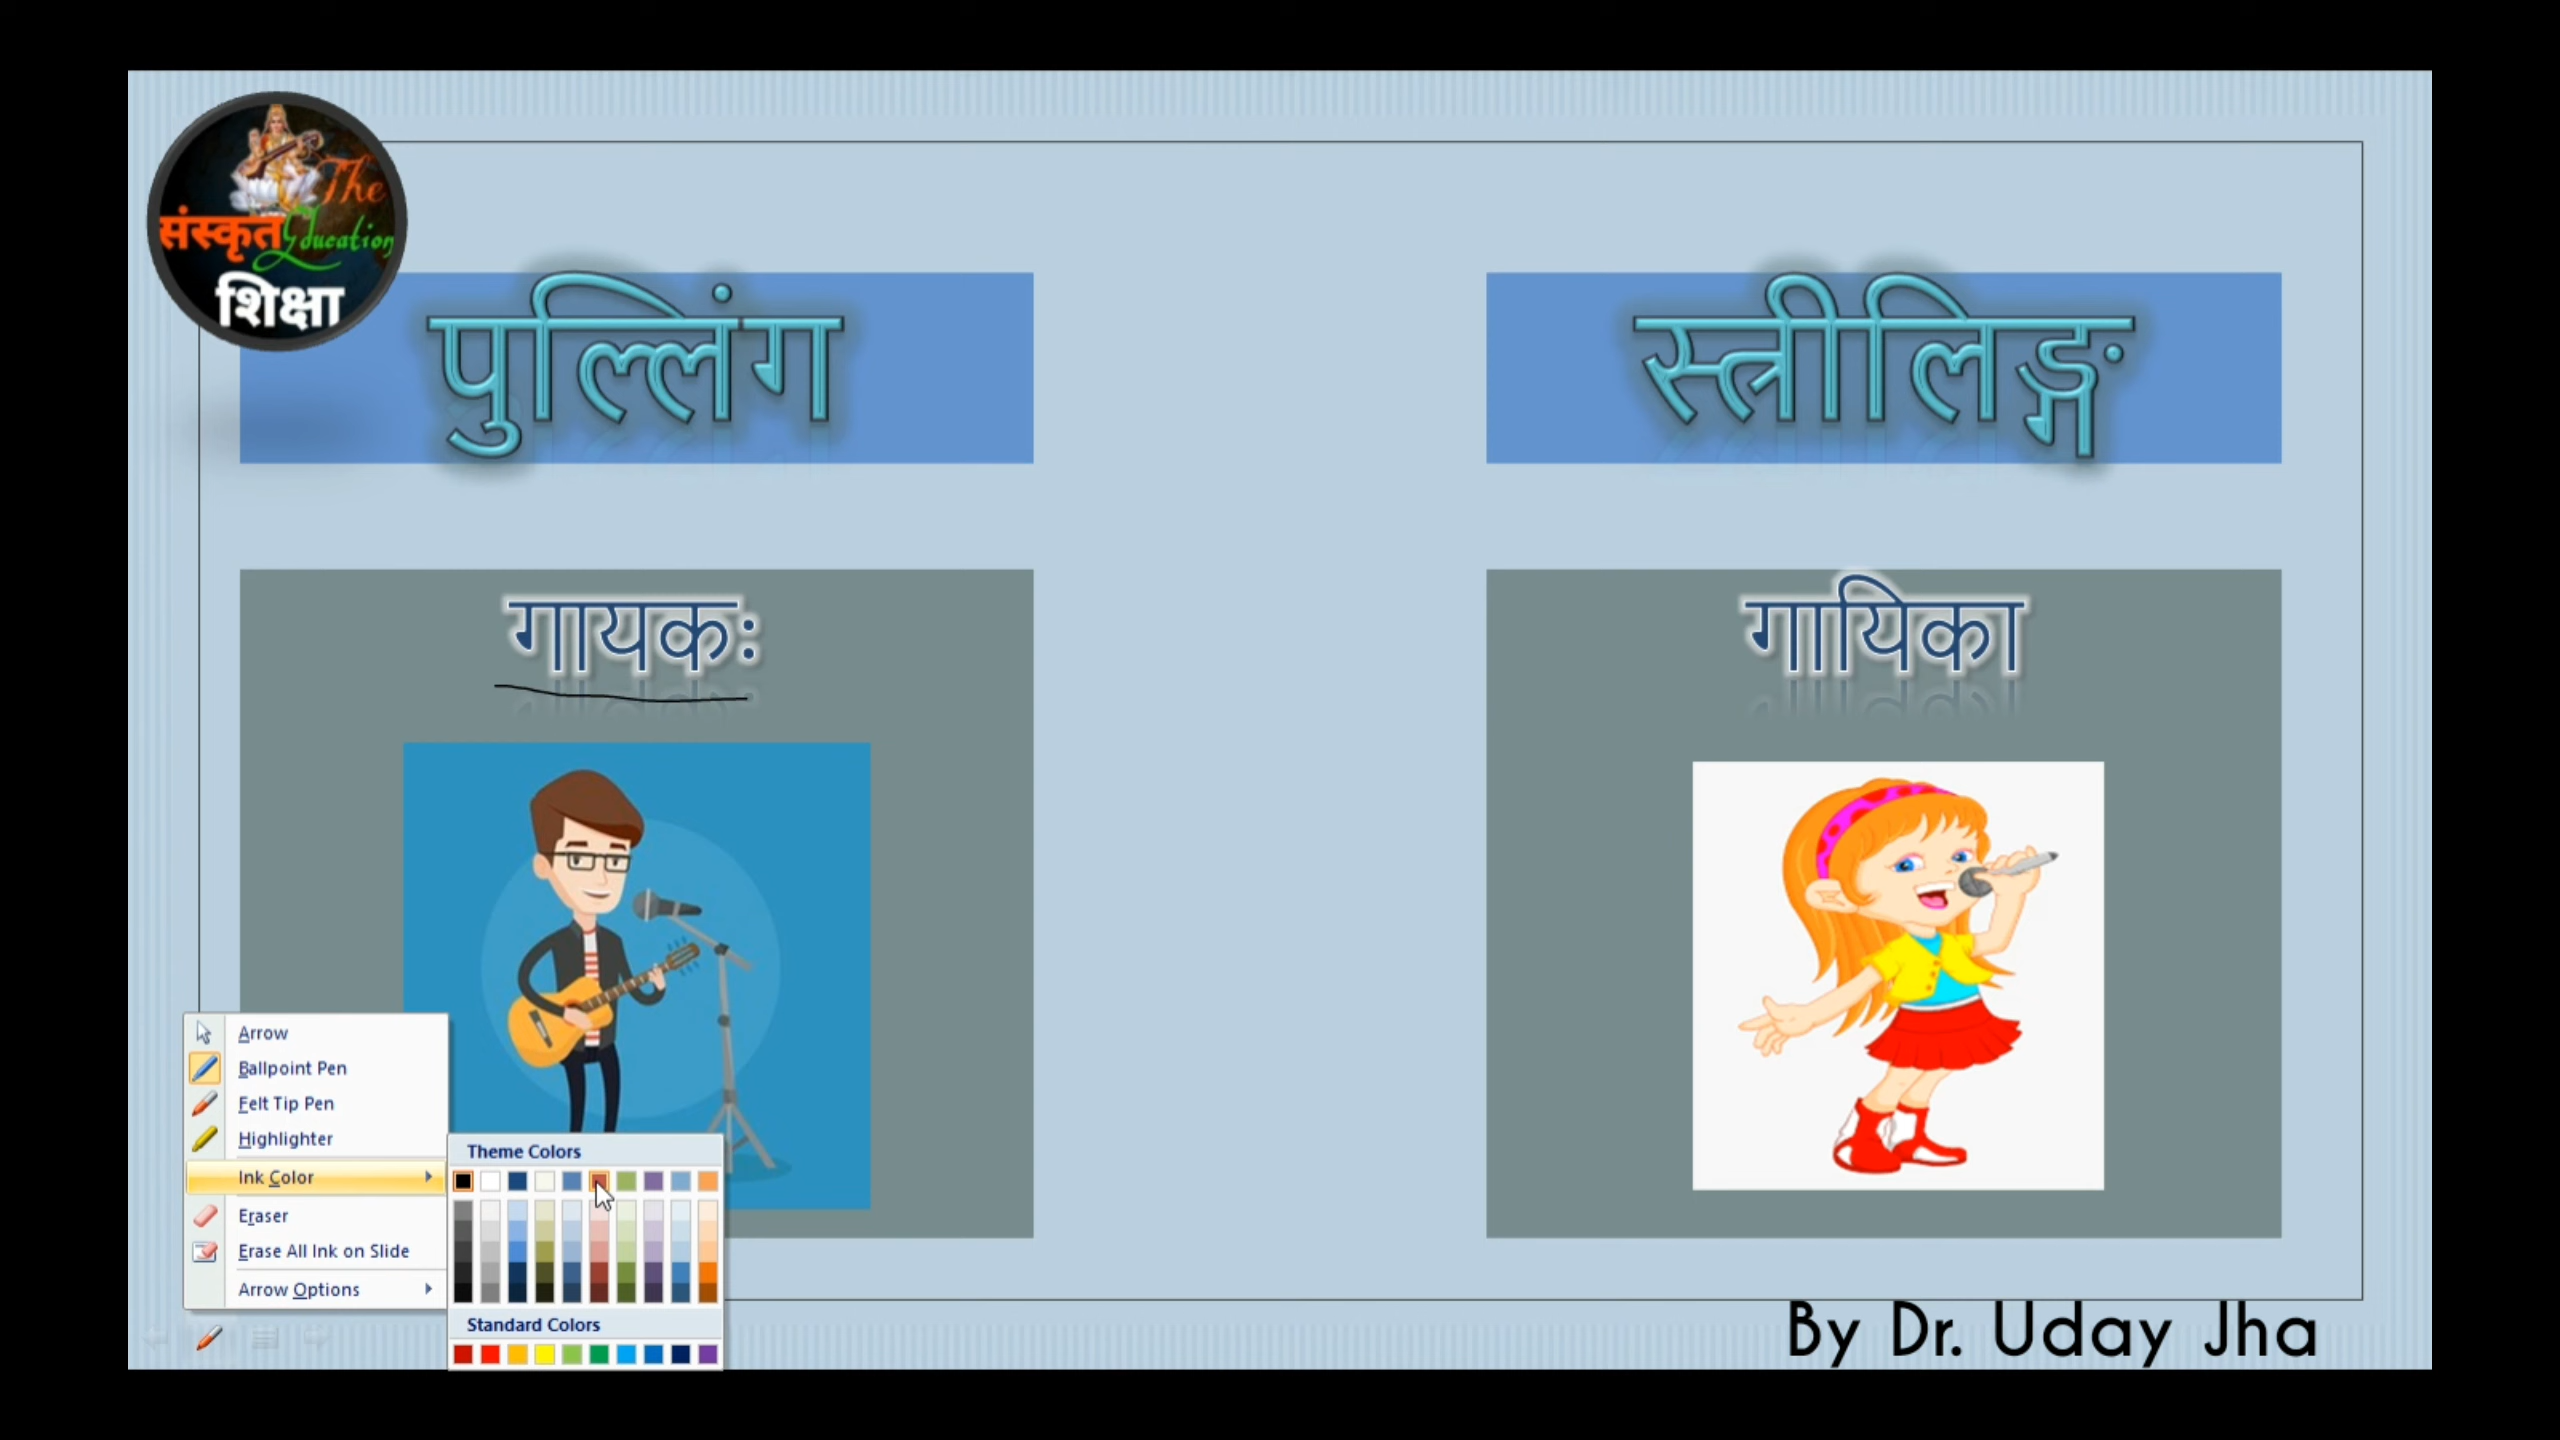 The
संस्कृत Education
शिक्षा
पुल्लिंग
स्त्रीलिङ्ग
गायकः
गायिका
Arrow
Ballpoint Pen
Felt Tip Pen
Highlighter
Ink Color
Eraser
Erase All Ink on Slide
Arrow Options
Theme Colors
Standard Colors
By Dr. Uday Jha